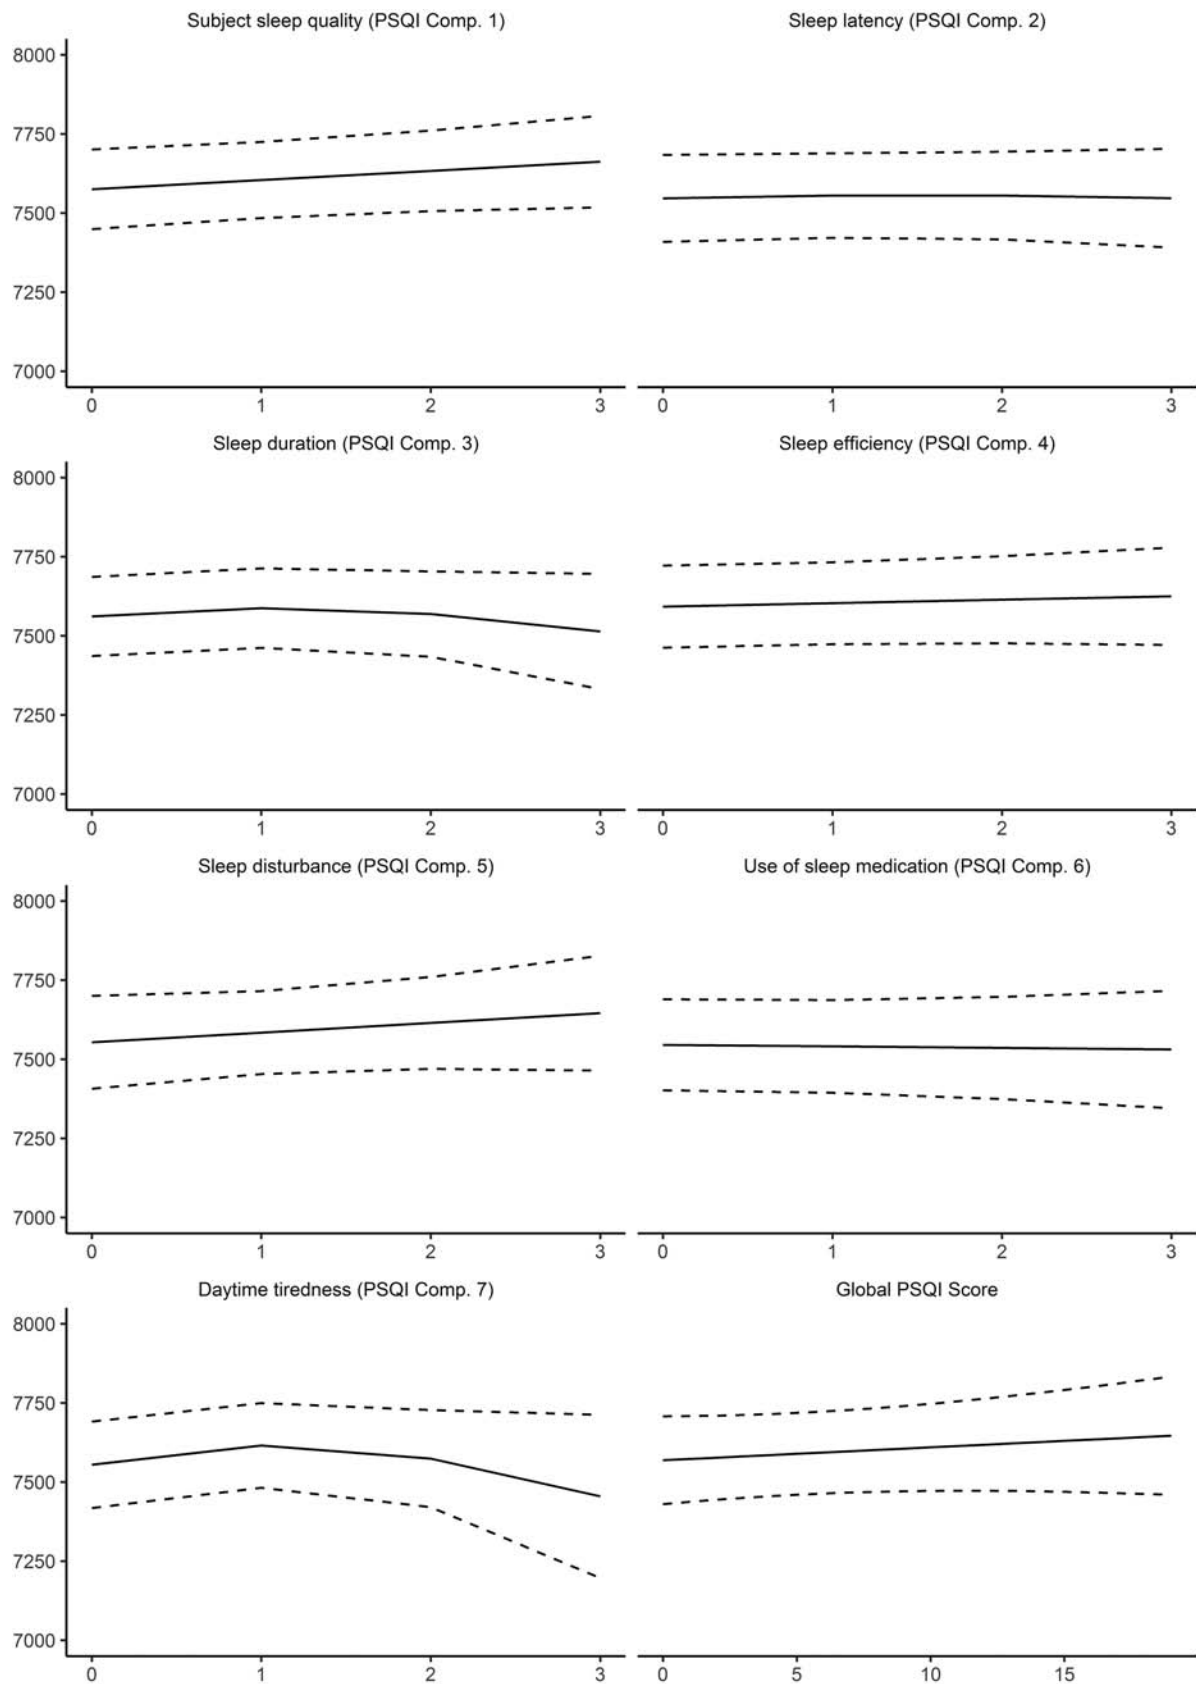 Subject sleep quality (PSQI Comp. 1)
Sleep latency (PSQI Comp. 2)
8000
7750
7500
7250
7000
0 1 2 3
0 1 2 3
Sleep duration (PSQI Comp. 3)
Sleep efficiency (PSQI Comp. 4)
8000
7750
7500
7250
7000
0 1 2 3
0 1 2 3
Sleep disturbance (PSQI Comp. 5)
Use of sleep medication (PSQI Comp. 6)
8000
7750
7500
7250
7000
0 1 2 3
0 1 2 3
Daytime tiredness (PSQI Comp. 7)
Global PSQI Score
8000
7750
7500
7250
7000
0 1 2 3
0 5 10 15